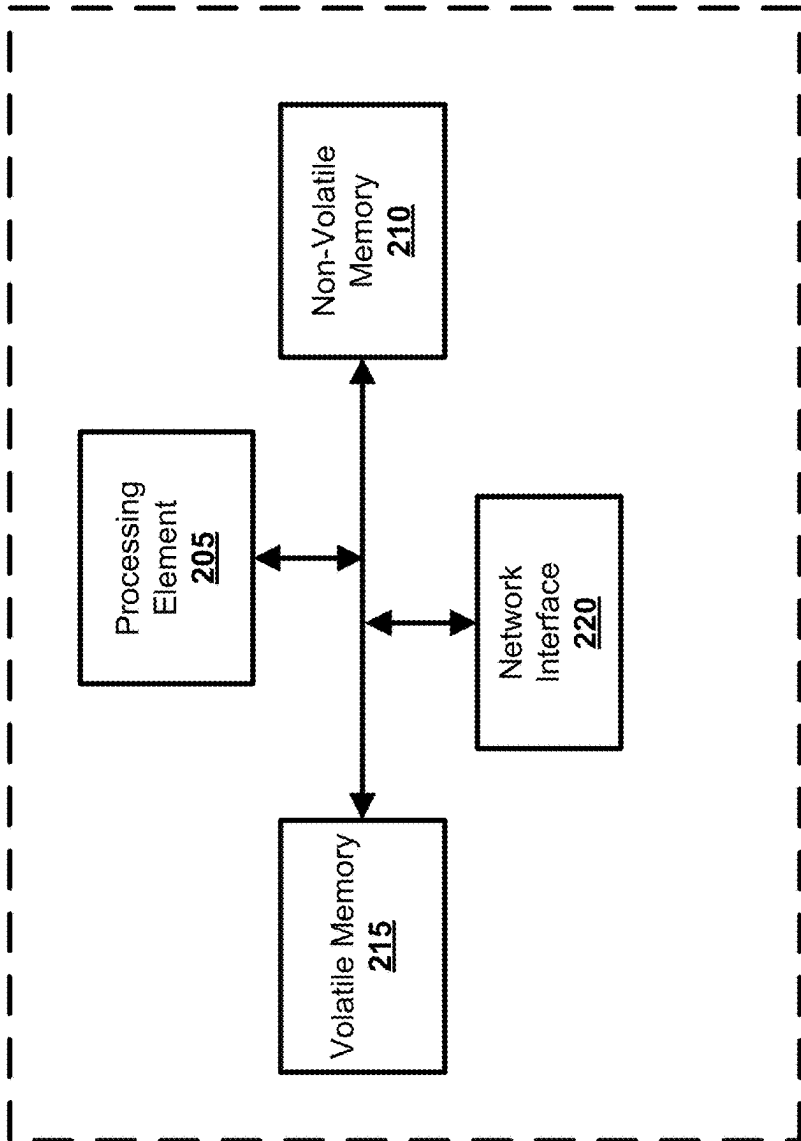 Processing
Element
205
Volatile Memory
215
Non-Volatile
Memory
210
Network
Interface
220